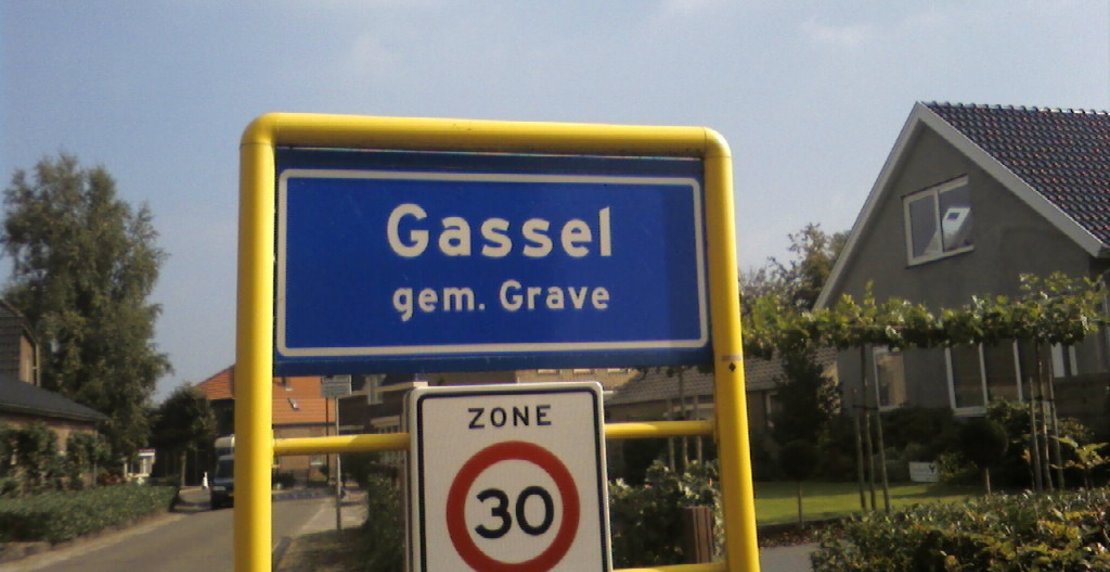 Gassel
gem. Grave
ZONE
30